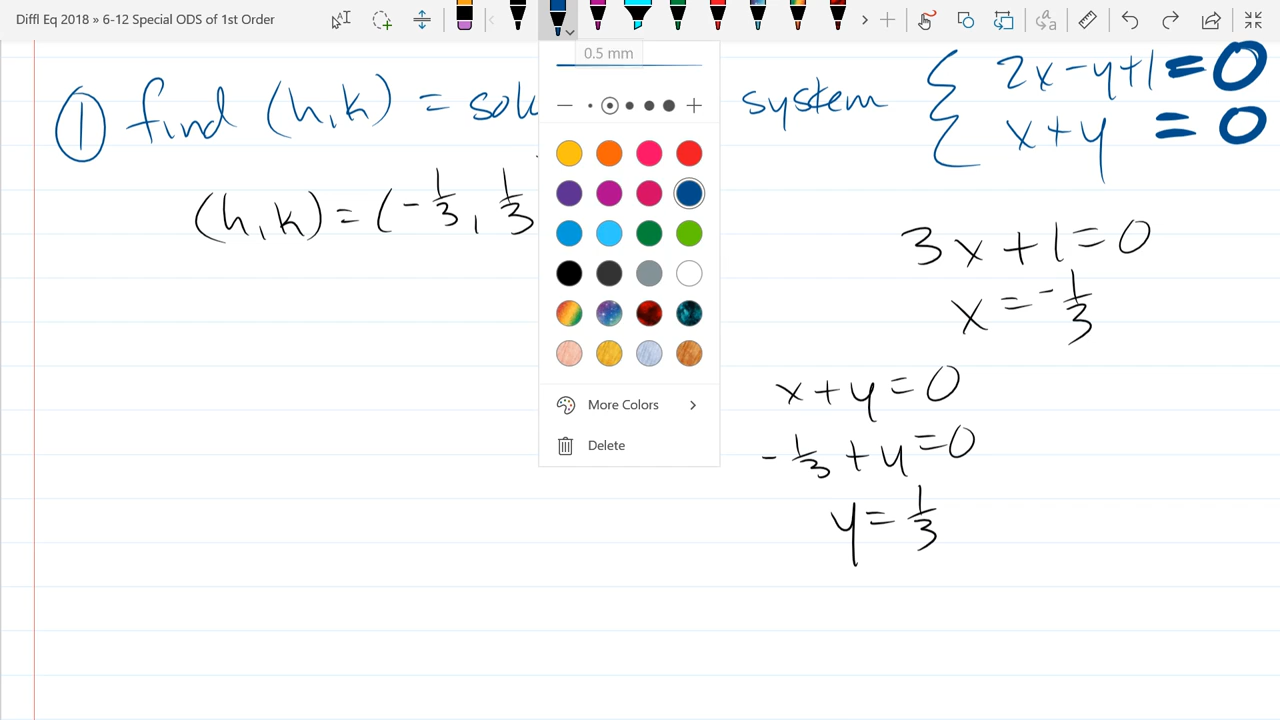 Diffl Eq 2018 » 6-12 Special ODS of 1st Order
0.5 mm
① find (h,k) = system { 2x-y+1=0
x+y = 0
(h,k) = (-1/3, 1/3
3x+1=0
x = -1/3
x+y=0
-1/3+y=0
y=1/3
More Colors
Delete